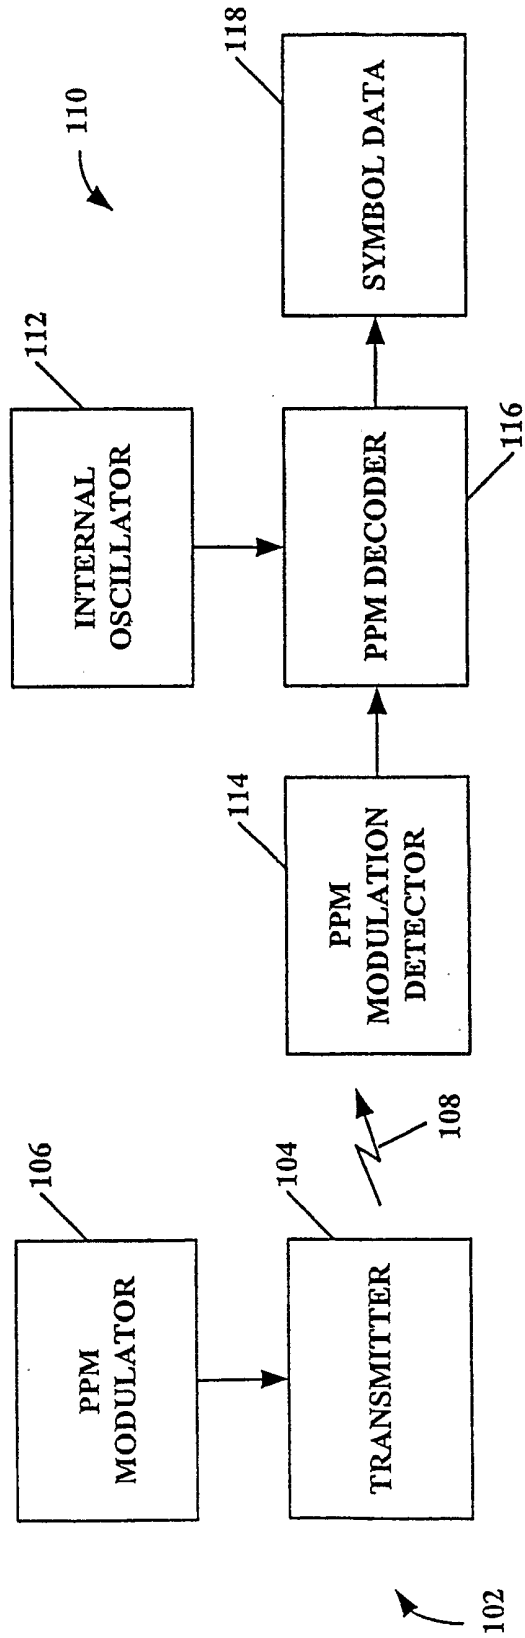 102
PPM
MODULATOR
106
TRANSMITTER
104
108
PPM
MODULATION
DETECTOR
114
INTERNAL
OSCILLATOR
112
PPM DECODER
116
110
SYMBOL DATA
118